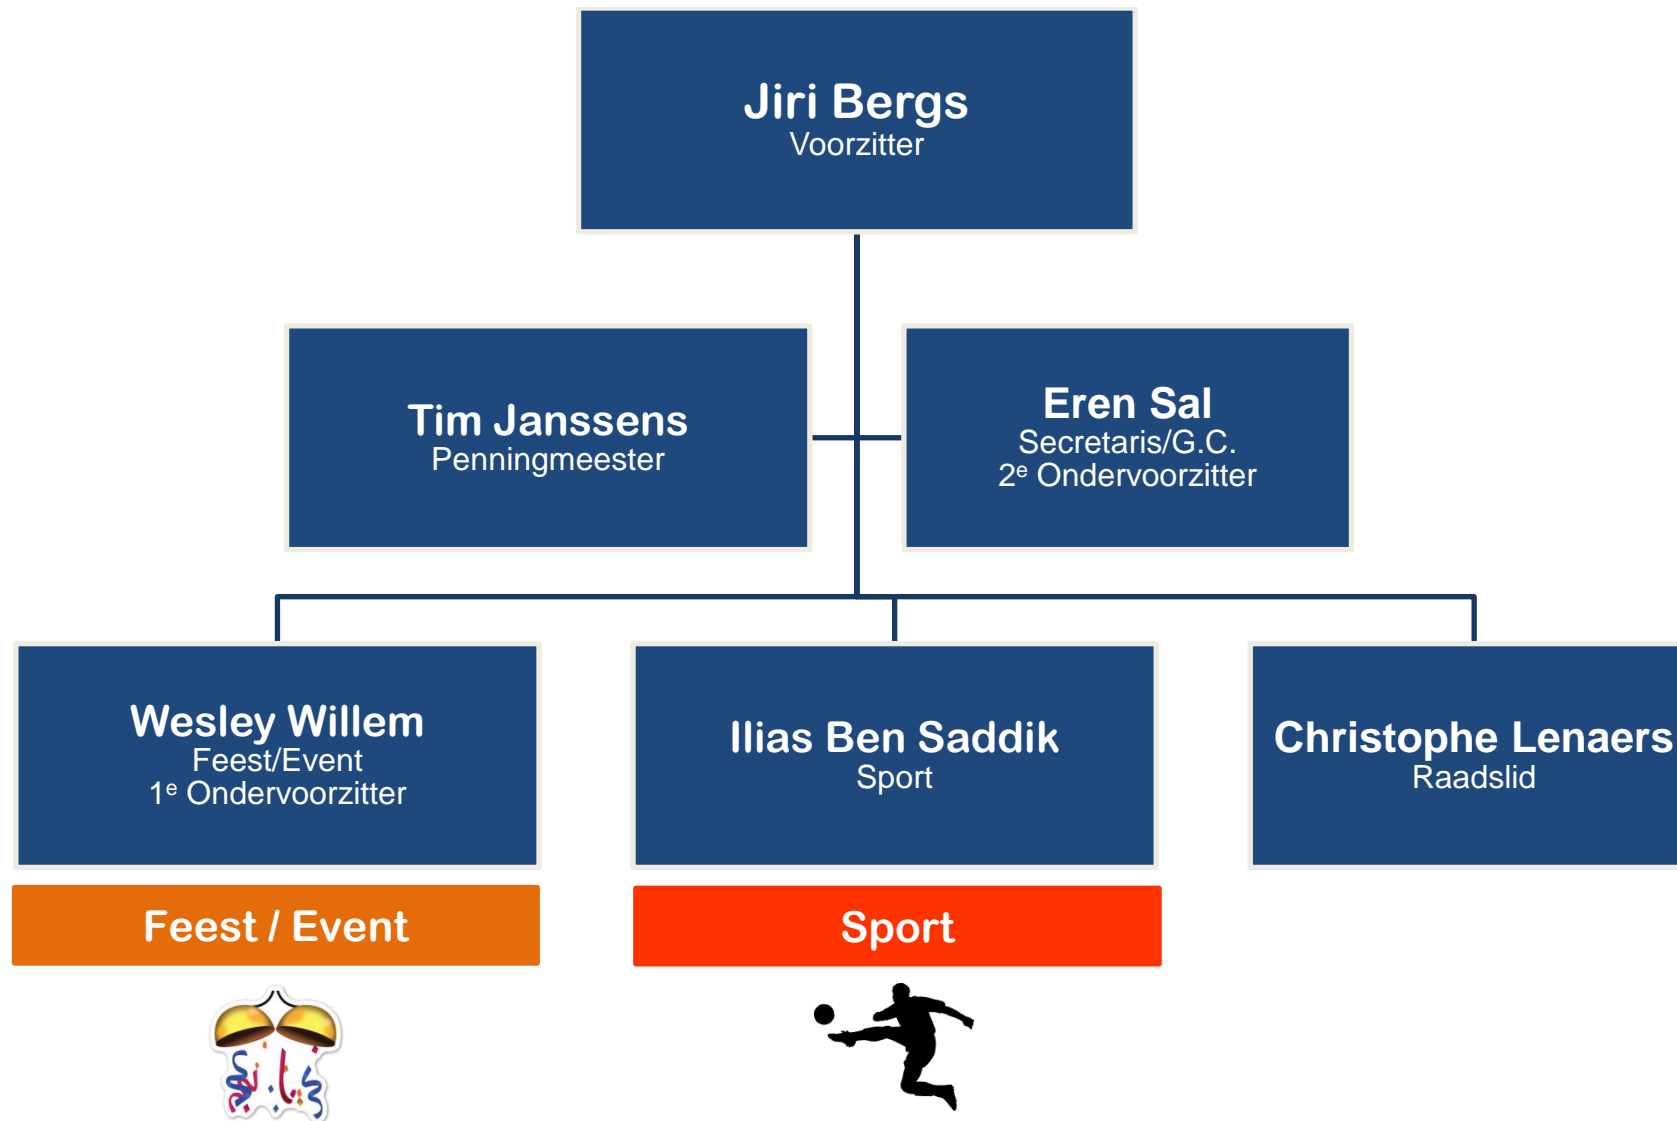 Jiri Bergs
Voorzitter
Tim Janssens
Penningmeester
Eren Sal
Secretaris/G.C.
2e Ondervoorzitter
Wesley Willem
Feest/Event
1e Ondervoorzitter
Ilias Ben Saddik
Sport
Christophe Lenaers
Raadslid
Feest / Event
Sport